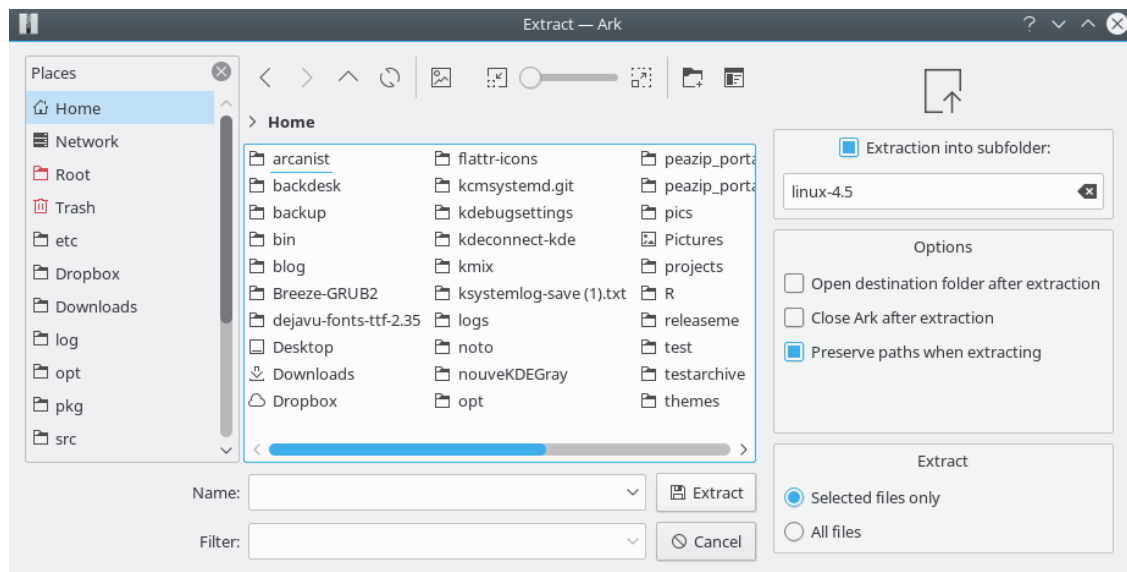 Extract — Ark
Places
Home
Network
Root
Trash
etc
Dropbox
Downloads
log
opt
pkg
src
Home
arcanist
backdesk
backup
bin
blog
Breeze-GRUB2
dejavu-fonts-ttf-2.35
Desktop
Downloads
Dropbox
flattr-icons
kcmsystemd.git
kdebugsettings
kdeconnect-kde
kmix
ksystemlog-save (1).txt
logs
noto
nouveKDEGray
opt
peazip_porta
peazip_porta
pics
Pictures
projects
R
releaseme
test
testarchive
themes
Name:
Extract
Filter:
Cancel
Extraction into subfolder:
linux-4.5
Options
Open destination folder after extraction
Close Ark after extraction
Preserve paths when extracting
Extract
Selected files only
All files